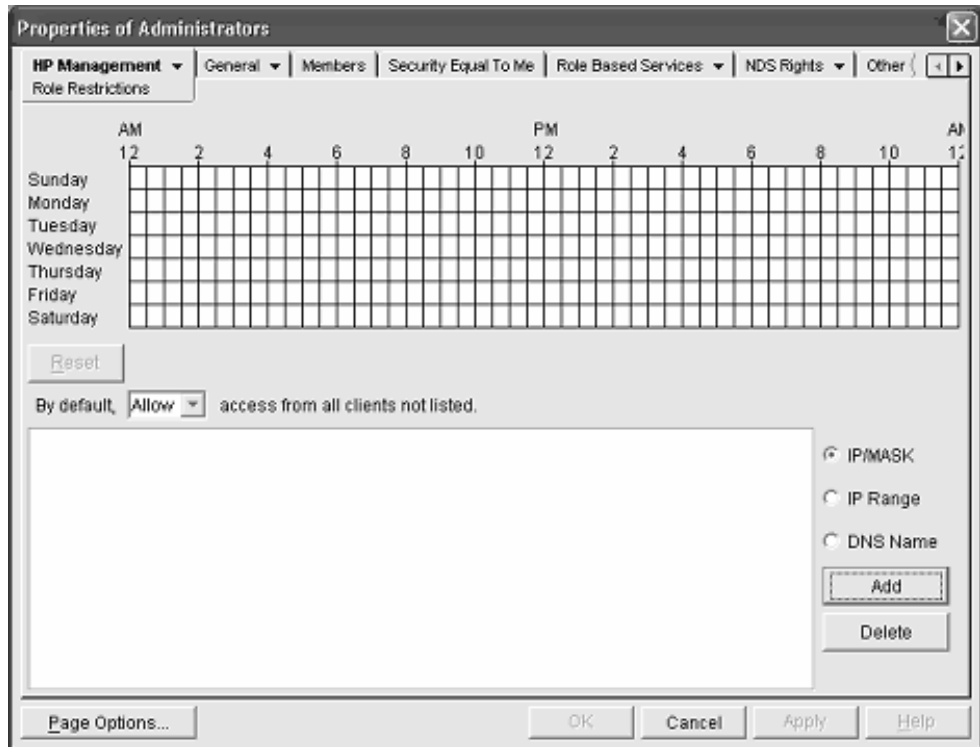 Properties of Administrators
HP Management General Members Security Equal To Me Role Based Services NDS Rights Other
Role Restrictions
AM PM AM
12 2 4 6 8 10 12 2 4 6 8 10 12
Sunday
Monday
Tuesday
Wednesday
Thursday
Friday
Saturday
Reset
By default, Allow access from all clients not listed.
IP/MASK
IP Range
DNS Name
Add
Delete
Page Options... OK Cancel Apply Help